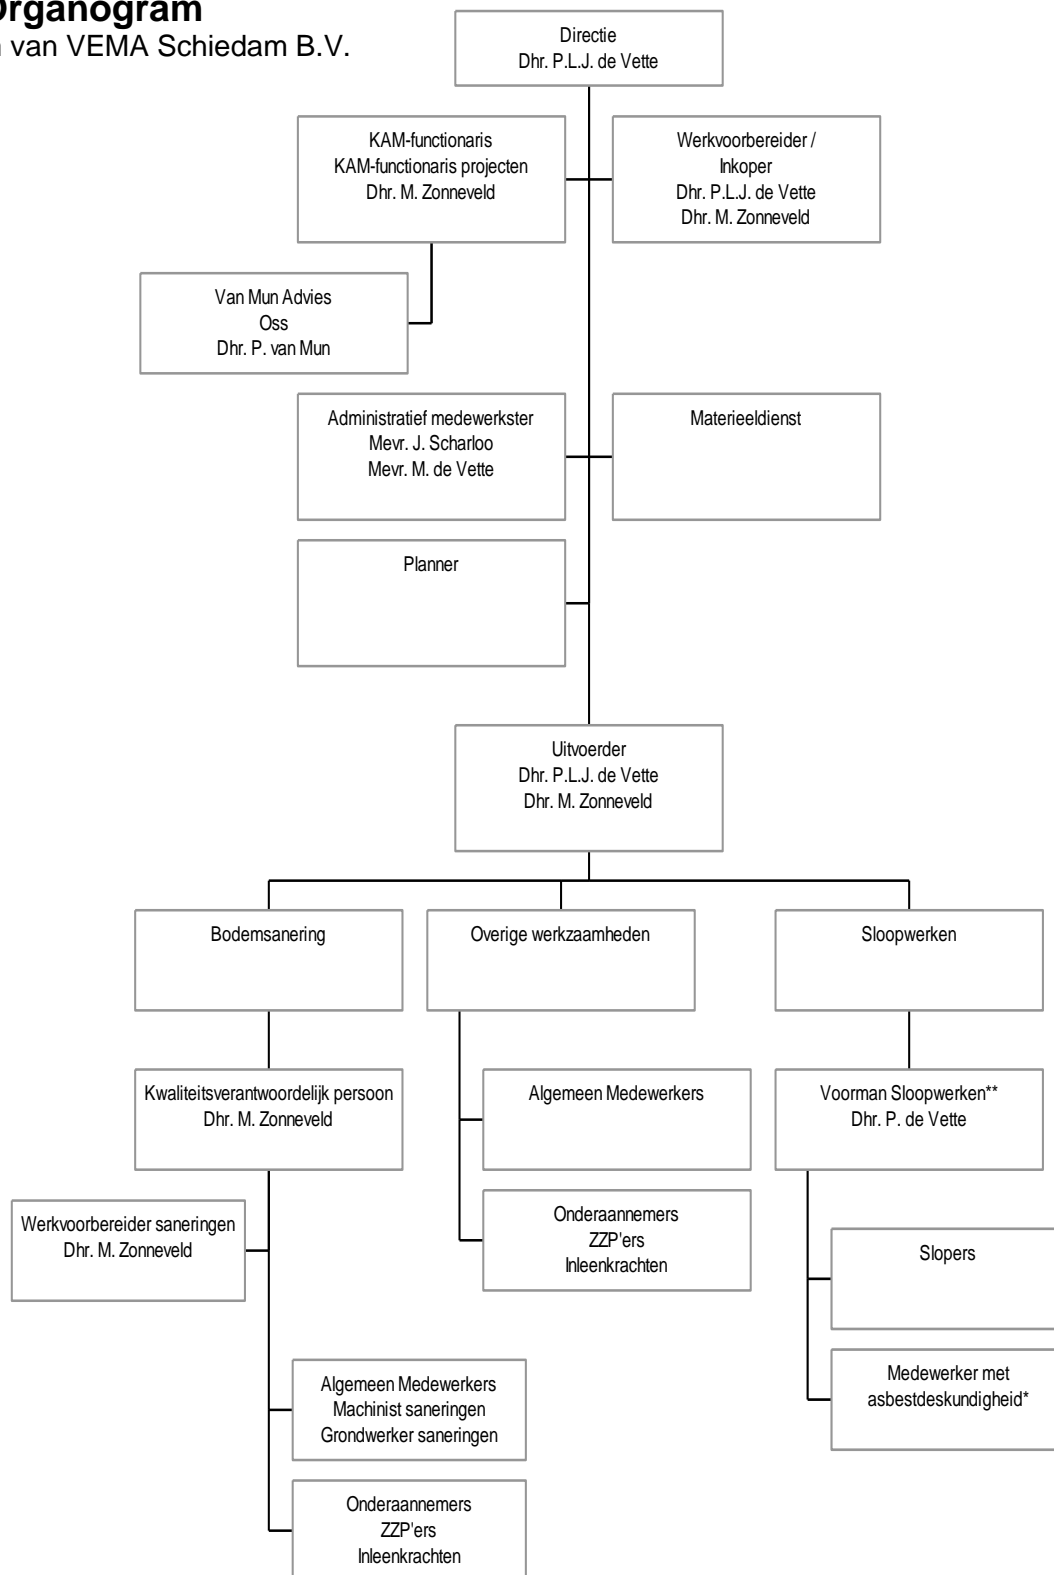 Organogram
van VEMA Schiedam B.V.
Directie
Dhr. P.L.J. de Vette
KAM-functionaris
KAM-functionaris projecten
Dhr. M. Zonneveld
Werkvoorbereider /
Inkoper
Dhr. P.L.J. de Vette
Dhr. M. Zonneveld
Van Mun Advies
Oss
Dhr. P. van Mun
Administratief medewerkster
Mevr. J. Scharloo
Mevr. M. de Vette
Materieeldienst
Planner
Uitvoerder
Dhr. P.L.J. de Vette
Dhr. M. Zonneveld
Bodemsanering
Overige werkzaamheden
Sloopwerken
Kwaliteitsverantwoordelijk persoon
Dhr. M. Zonneveld
Algemeen Medewerkers
Voorman Sloopwerken**
Dhr. P. de Vette
Werkvoorbereider saneringen
Dhr. M. Zonneveld
Onderaannemers
ZZP'ers
Inleenkrachten
Slopers
Algemeen Medewerkers
Machinist saneringen
Grondwerker saneringen
Medewerker met
asbestdeskundigheid*
Onderaannemers
ZZP'ers
Inleenkrachten